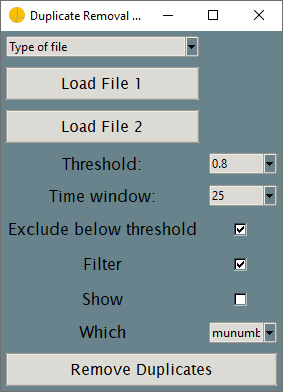 Duplicate Removal ...
Type of file
Load File 1
Load File 2
Threshold: 0.8
Time window: 25
Exclude below threshold
Filter
Show
Which munumb
Remove Duplicates